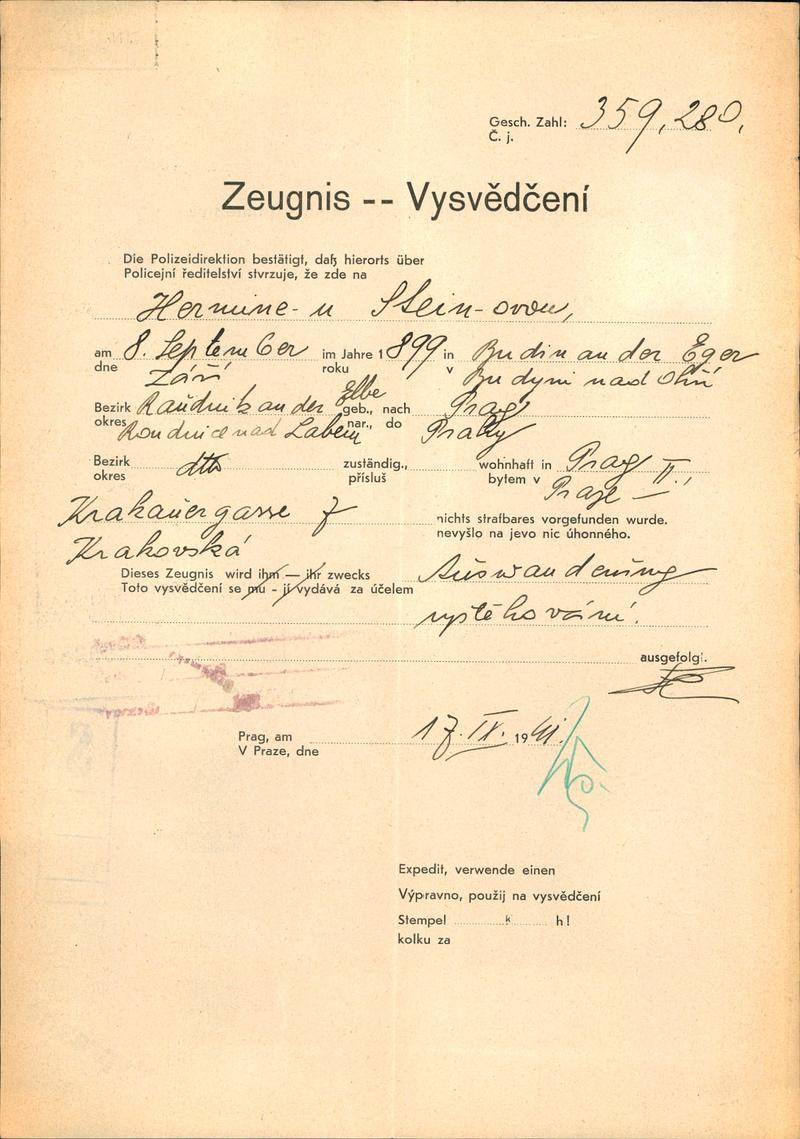 Gesch. Zahl: 359,280,
Č. j.
Zeugnis -- Vysvědčení
Die Polizeidirektion bestätigt, daß hierorts über
Policejní ředitelství stvrzuje, že zde na
Hermine-u Stein-ovou,
am 8. September im Jahre 1899 in Budin an der Eger
dne Září roku v Budyni nad Ohří
Elbe
Bezirk Raudnitz an der geb., nach Prag
okres Roudnice nad Labem nar., do Prahy
Bezirk dtto zuständig., wohnhaft in Prag II.,
okres přísluš bytem v Praze —
Krakauergasse 7 nichts strafbares vorgefunden wurde.
Krakovská nevyšlo na jevo nic úhonného.
Dieses Zeugnis wird ihm — ihr zwecks Auswanderung
Toto vysvědčení se mu - jí vydává za účelem
vystěhování.
ausgefolgt.
Prag, am 17. IX. 1941.
V Praze, dne
Expedit, verwende einen
Výpravno, použij na vysvědčení
Stempel k h!
kolku za